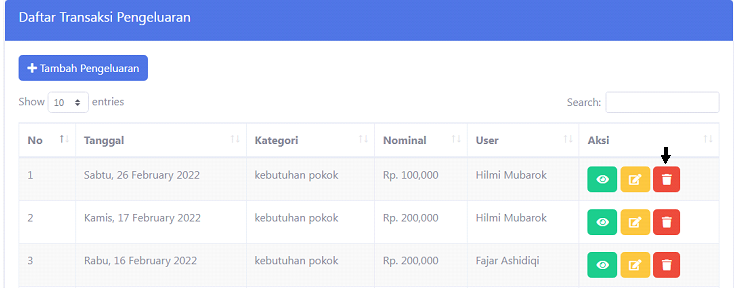 Daftar Transaksi Pengeluaran
Tambah Pengeluaran
Show 10 entries Search:
No Tanggal Kategori Nominal User Aksi
1 Sabtu, 26 February 2022 kebutuhan pokok Rp. 100,000 Hilmi Mubarok
2 Kamis, 17 February 2022 kebutuhan pokok Rp. 200,000 Hilmi Mubarok
3 Rabu, 16 February 2022 kebutuhan pokok Rp. 200,000 Fajar Ashidiqi